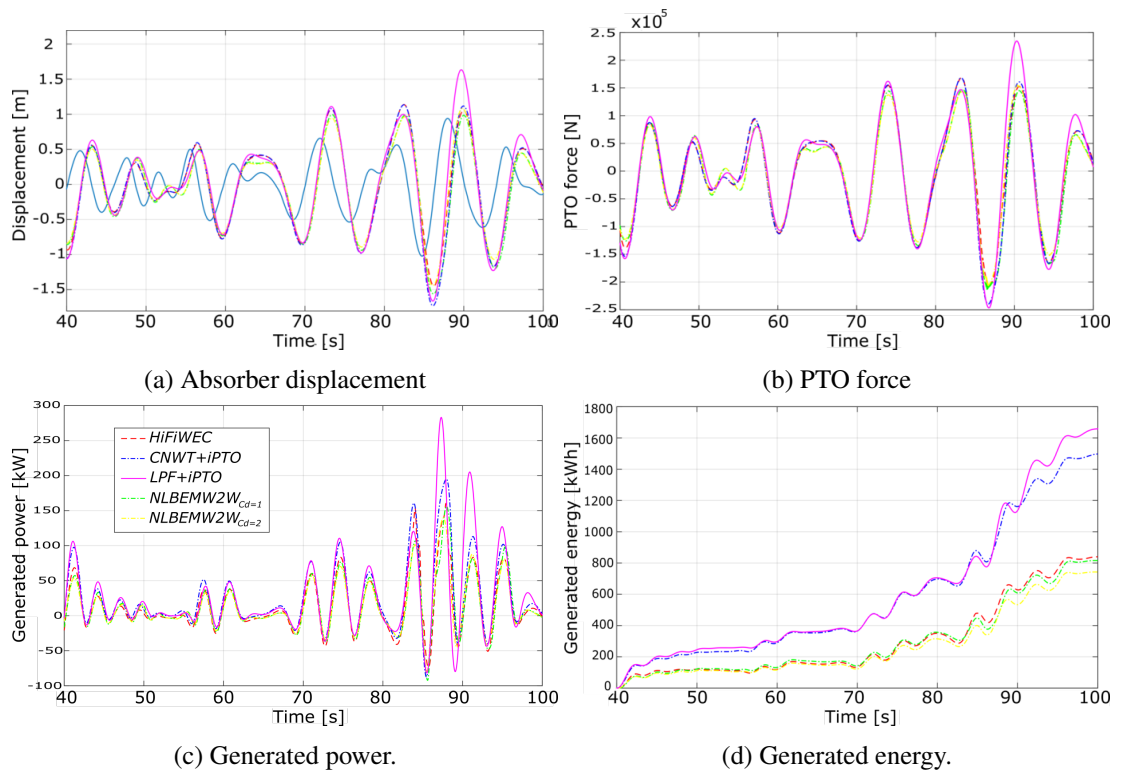 x10^5
2
1.5
1
0.5
0
-0.5
-1
-1.5
40 50 60 70 80 90 100
Displacement [m]
Time [s]
(a) Absorber displacement
2.5
2
1.5
1
0.5
0
-0.5
-1
-1.5
-2
-2.5
40 50 60 70 80 90 100
PTO force [N]
Time [s]
(b) PTO force
300
250
200
150
100
50
0
-50
-100
40 50 60 70 80 90 100
Generated power [kW]
Time [s]
HiFiWEC
CNWT+iPTO
LPF+iPTO
NLBEMW2W_Cd=1
NLBEMW2W_Cd=2
(c) Generated power.
1800
1600
1400
1200
1000
800
600
400
200
0
40 50 60 70 80 90 100
Generated energy [kWh]
Time [s]
(d) Generated energy.